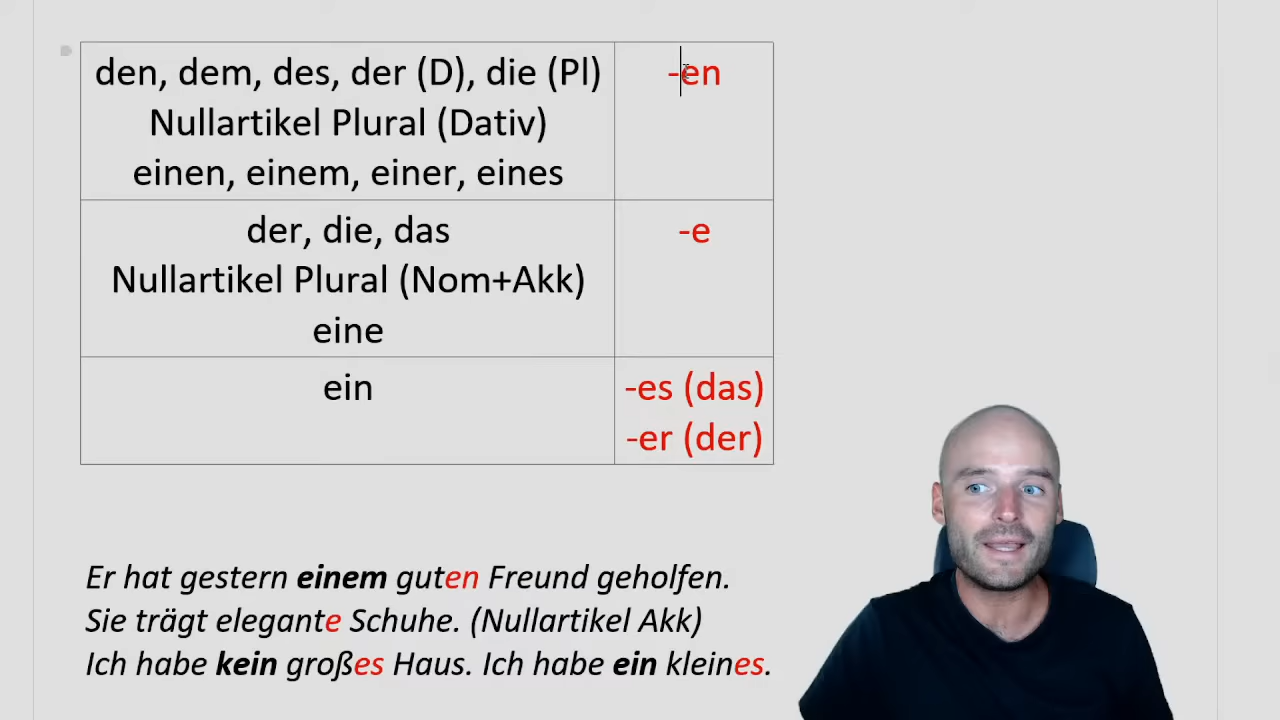 den, dem, des, der (D), die (Pl)
Nullartikel Plural (Dativ)
einen, einem, einer, eines
-en
der, die, das
Nullartikel Plural (Nom+Akk)
eine
-e
ein
-es (das)
-er (der)
Er hat gestern einem guten Freund geholfen.
Sie trägt elegante Schuhe. (Nullartikel Akk)
Ich habe kein großes Haus. Ich habe ein kleines.